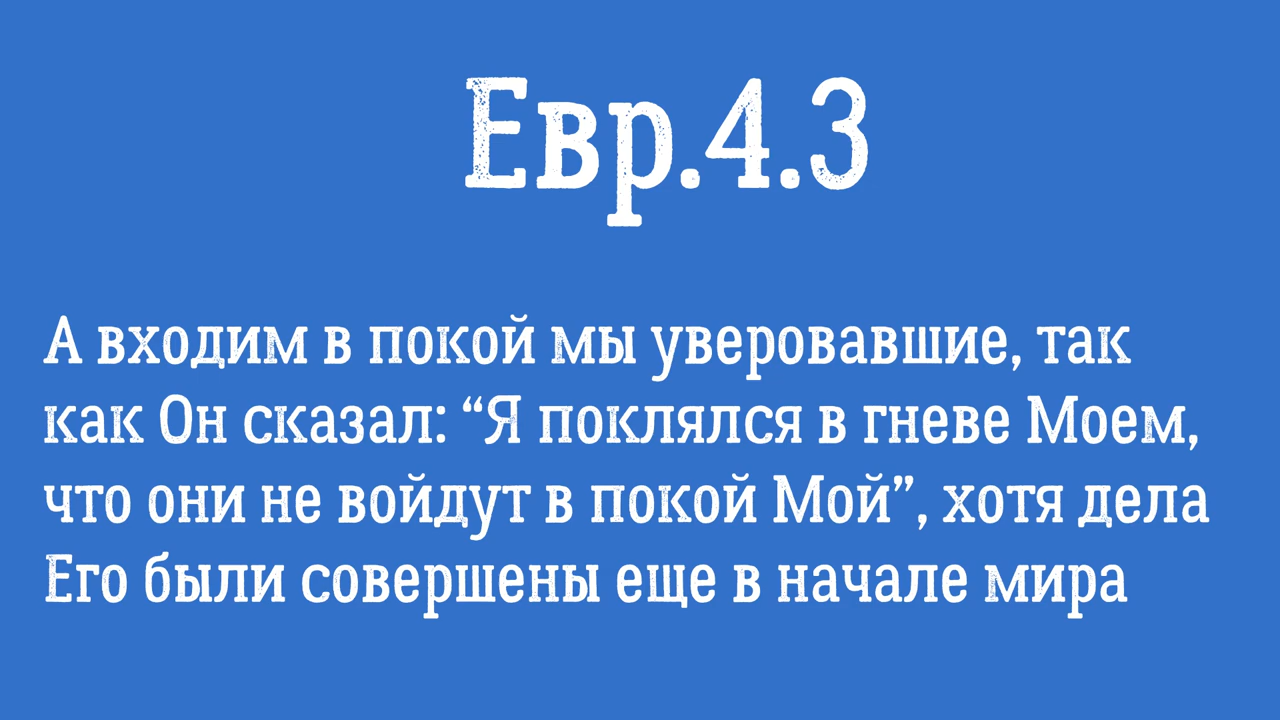 Евр.4.3
А входим в покой мы уверовавшие, так
как Он сказал: “Я поклялся в гневе Моем,
что они не войдут в покой Мой”, хотя дела
Его были совершены еще в начале мира